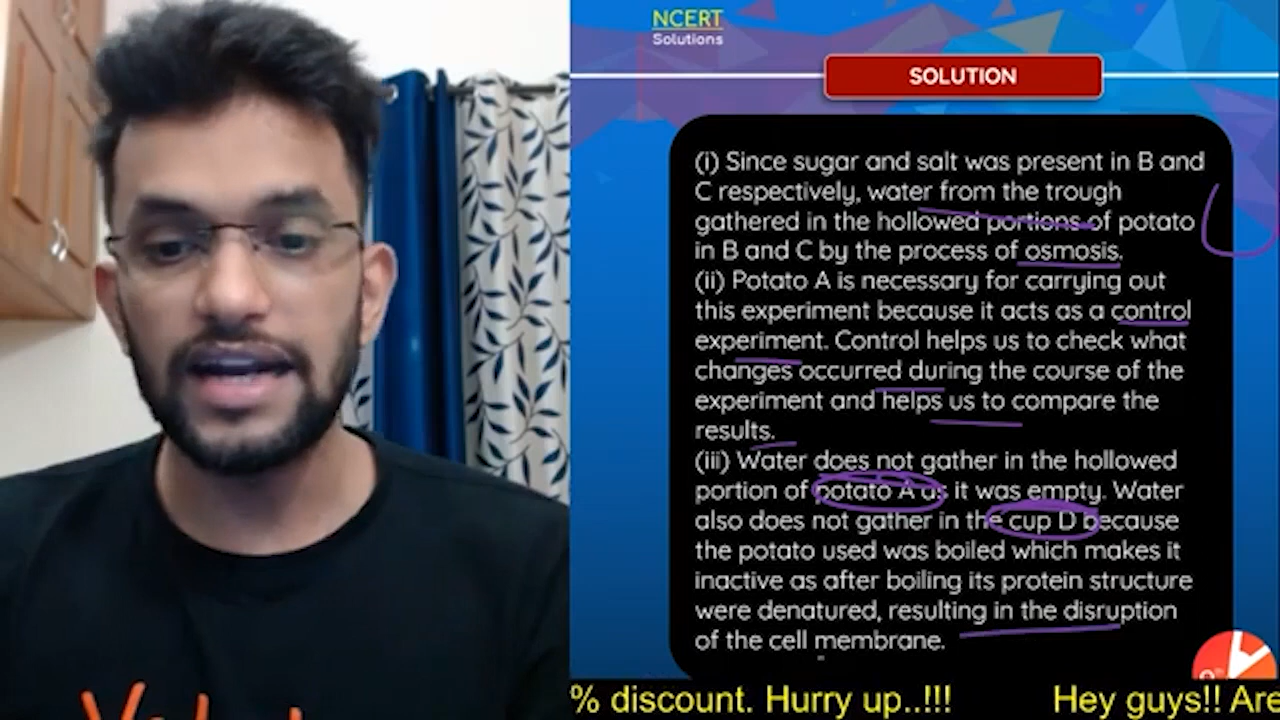 NCERT
Solutions
SOLUTION
(i) Since sugar and salt was present in B and
C respectively, water from the trough
gathered in the hollowed portions of potato
in B and C by the process of osmosis.
(ii) Potato A is necessary for carrying out
this experiment because it acts as a control
experiment. Control helps us to check what
changes occurred during the course of the
experiment and helps us to compare the
results.
(iii) Water does not gather in the hollowed
portion of potato A as it was empty. Water
also does not gather in the cup D because
the potato used was boiled which makes it
inactive as after boiling its protein structure
were denatured, resulting in the disruption
of the cell membrane.
% discount. Hurry up..!!! Hey guys!! Are